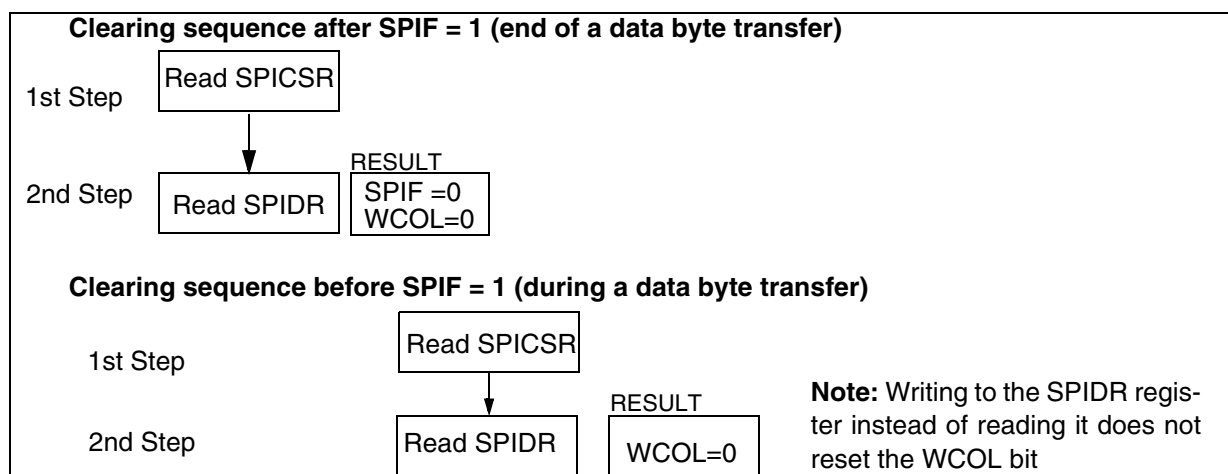 Clearing sequence after SPIF = 1 (end of a data byte transfer)
1st Step
Read SPICSR
2nd Step
Read SPIDR
RESULT
SPIF =0
WCOL=0
Clearing sequence before SPIF = 1 (during a data byte transfer)
1st Step
Read SPICSR
2nd Step
Read SPIDR
RESULT
WCOL=0
Note: Writing to the SPIDR regis-
ter instead of reading it does not
reset the WCOL bit